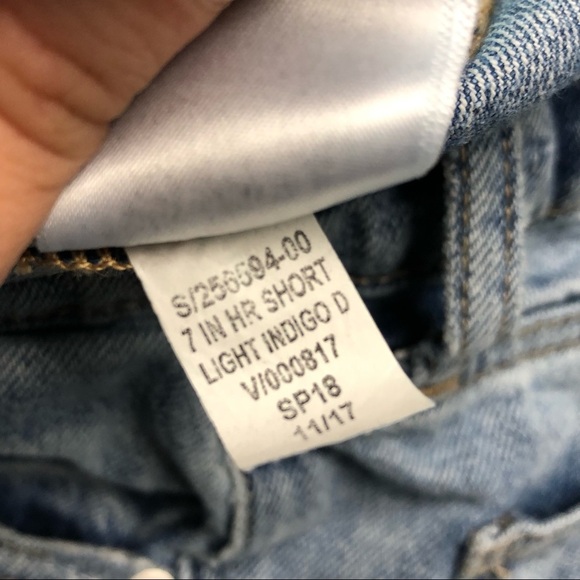 S/256594-00
7 IN HR SHORT
LIGHT INDIGO D
V/000817
SP18
11/17